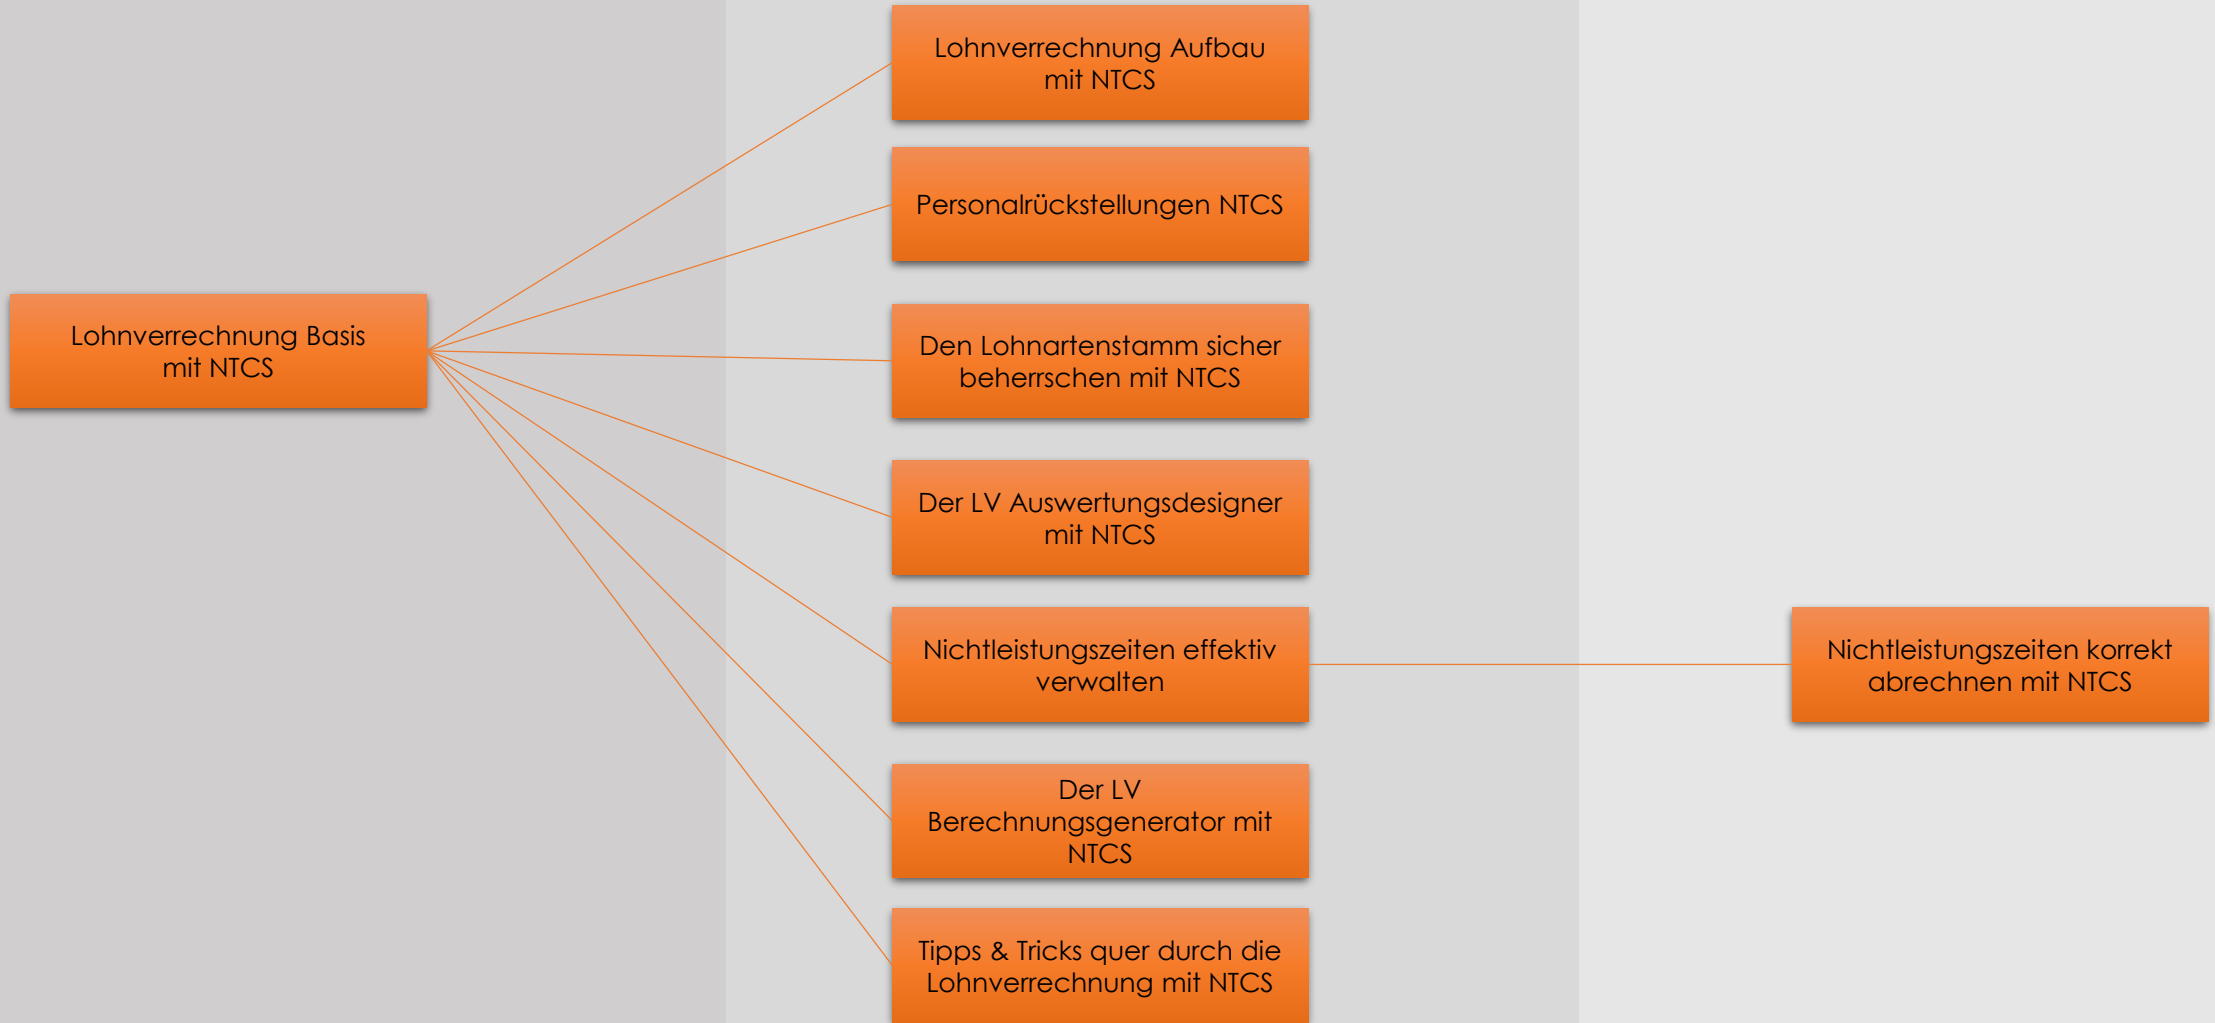 Lohnverrechnung Basis
mit NTCS
Lohnverrechnung Aufbau
mit NTCS
Personalrückstellungen NTCS
Den Lohnartenstamm sicher
beherrschen mit NTCS
Der LV Auswertungsdesigner
mit NTCS
Nichtleistungszeiten effektiv
verwalten
Der LV
Berechnungsgenerator mit
NTCS
Tipps & Tricks quer durch die
Lohnverrechnung mit NTCS
Nichtleistungszeiten korrekt
abrechnen mit NTCS